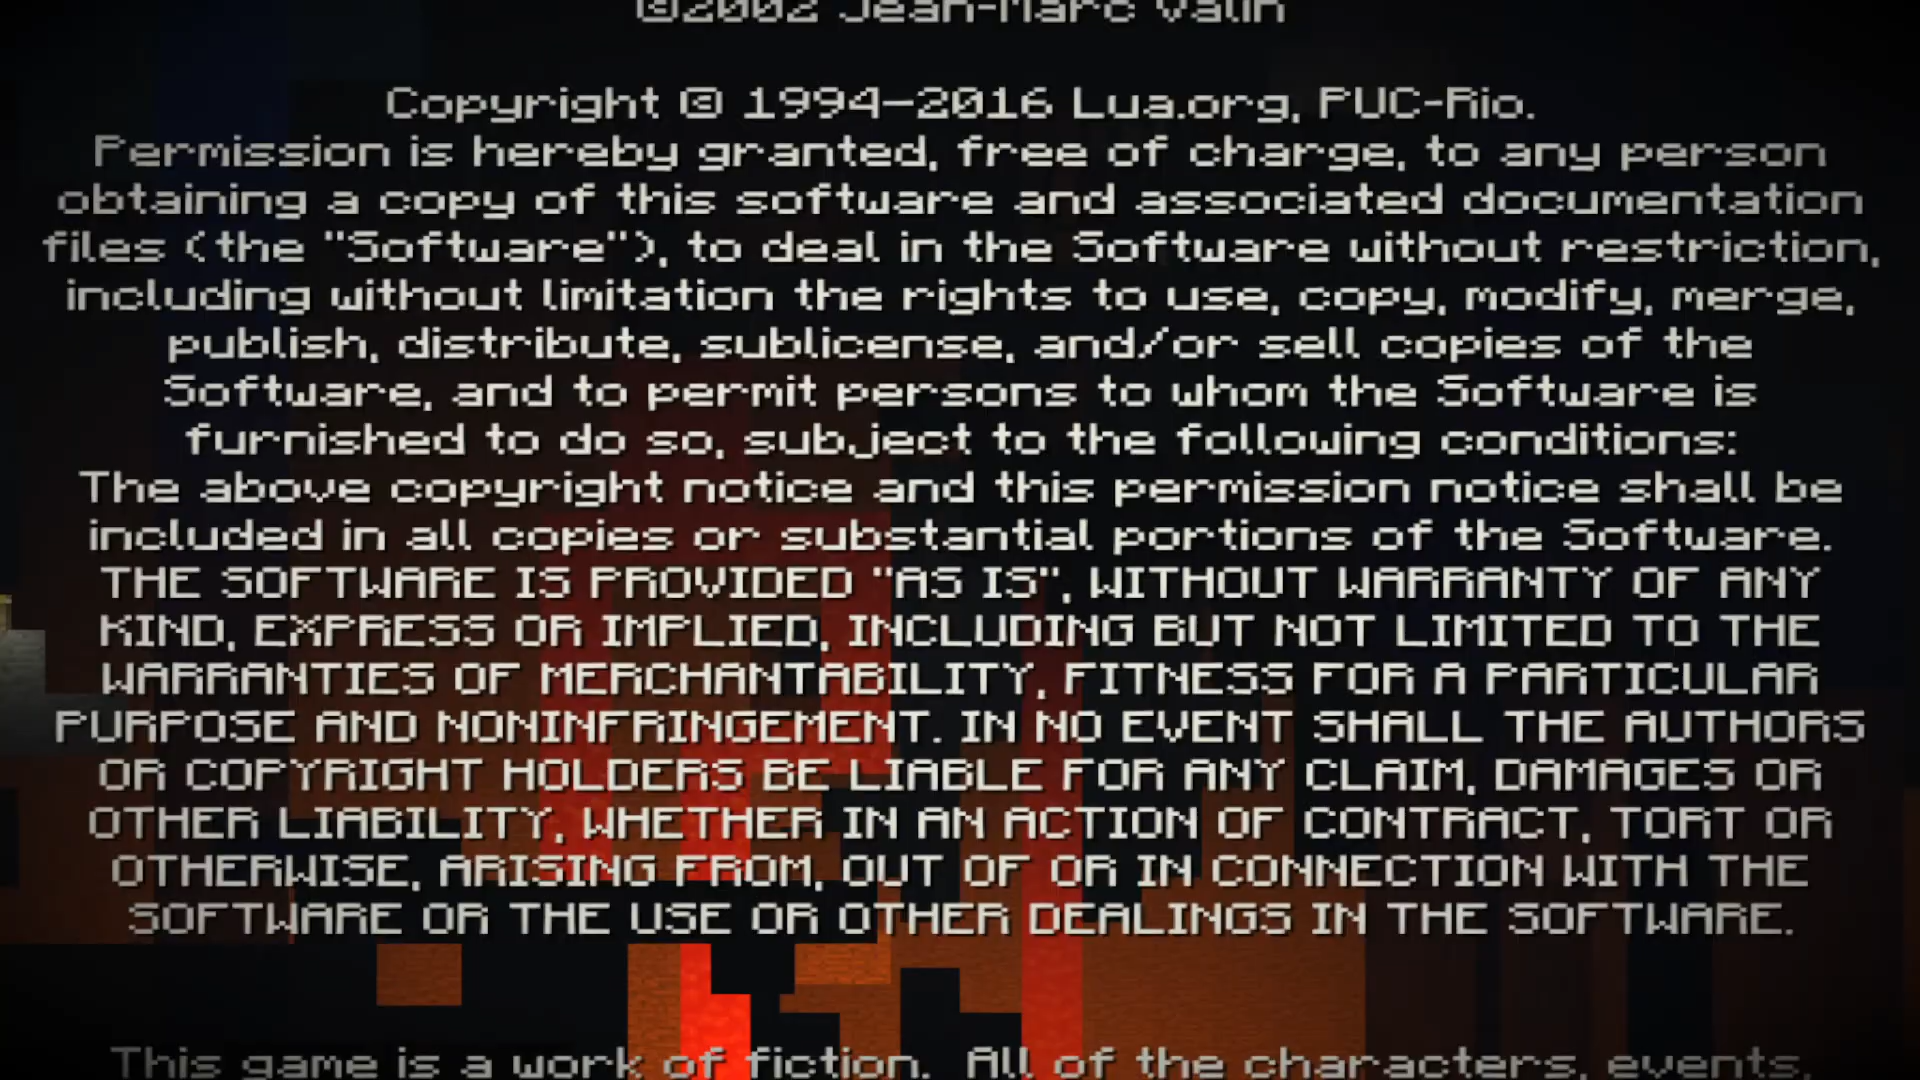 ©2002 Jean-Marc Valin
Copyright © 1994–2016 Lua.org, PUC-Rio.
Permission is hereby granted, free of charge, to any person
obtaining a copy of this software and associated documentation
files (the "Software"), to deal in the Software without restriction,
including without limitation the rights to use, copy, modify, merge,
publish, distribute, sublicense, and/or sell copies of the
Software, and to permit persons to whom the Software is
furnished to do so, subject to the following conditions:
The above copyright notice and this permission notice shall be
included in all copies or substantial portions of the Software.
THE SOFTWARE IS PROVIDED "AS IS", WITHOUT WARRANTY OF ANY
KIND, EXPRESS OR IMPLIED, INCLUDING BUT NOT LIMITED TO THE
WARRANTIES OF MERCHANTABILITY, FITNESS FOR A PARTICULAR
PURPOSE AND NONINFRINGEMENT. IN NO EVENT SHALL THE AUTHORS
OR COPYRIGHT HOLDERS BE LIABLE FOR ANY CLAIM, DAMAGES OR
OTHER LIABILITY, WHETHER IN AN ACTION OF CONTRACT, TORT OR
OTHERWISE, ARISING FROM, OUT OF OR IN CONNECTION WITH THE
SOFTWARE OR THE USE OR OTHER DEALINGS IN THE SOFTWARE.
This game is a work of fiction. All of the characters, events,